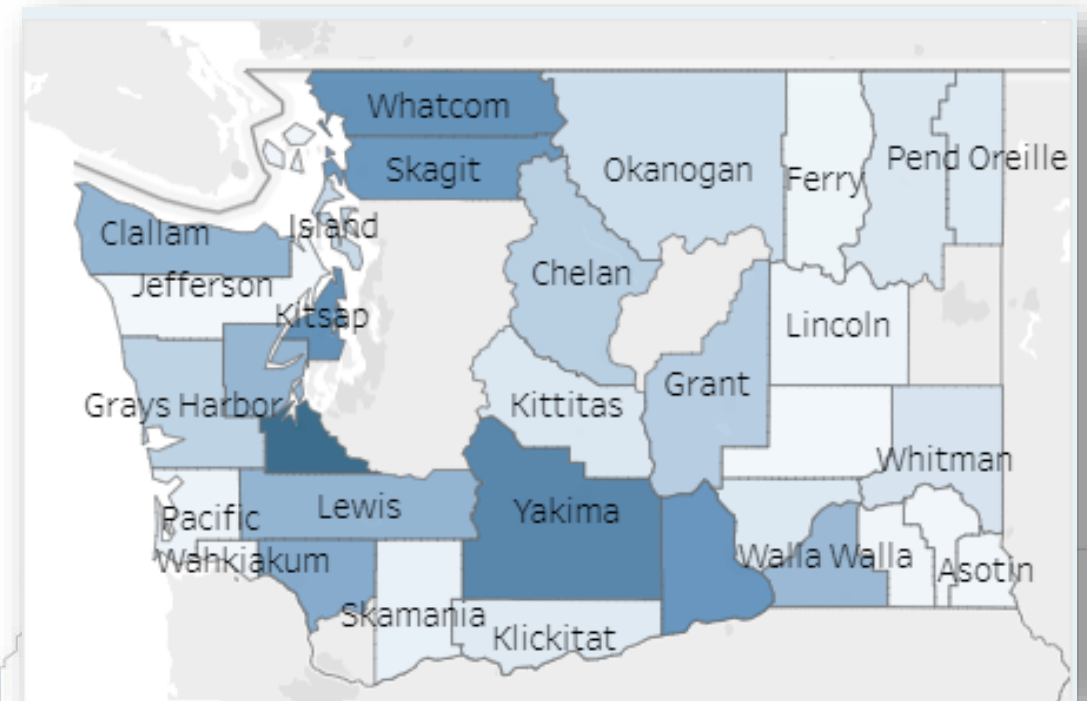 Whatcom
Skagit
Okanogan
Ferry
Pend Oreille
Clallam
Island
Jefferson
Chelan
Kitsap
Lincoln
Grant
Grays Harbor
Kittitas
Whitman
Lewis
Yakima
Pacific
Wahkiakum
Walla Walla
Asotin
Skamania
Klickitat